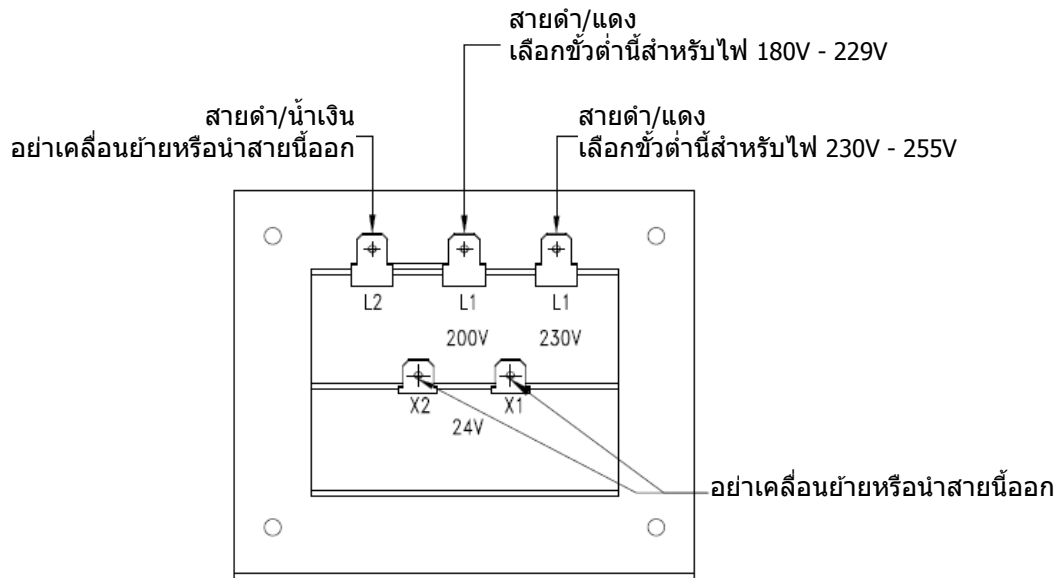 สายดำ/แดง
เลือกขั้วต่ำนี้สำหรับไฟ 180V - 229V
สายดำ/น้ำเงิน
อย่าเคลื่อนย้ายหรือนำสายนี้ออก
สายดำ/แดง
เลือกขั้วต่ำนี้สำหรับไฟ 230V - 255V
L2
L1
L1
200V
230V
X2
X1
24V
อย่าเคลื่อนย้ายหรือนำสายนี้ออก